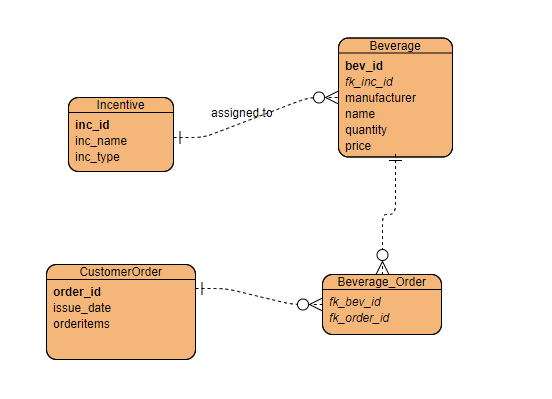 Beverage
bev_id
fk_inc_id
manufacturer
name
quantity
price
Incentive
inc_id
inc_name
inc_type
assigned to
CustomerOrder
order_id
issue_date
orderitems
Beverage_Order
fk_bev_id
fk_order_id